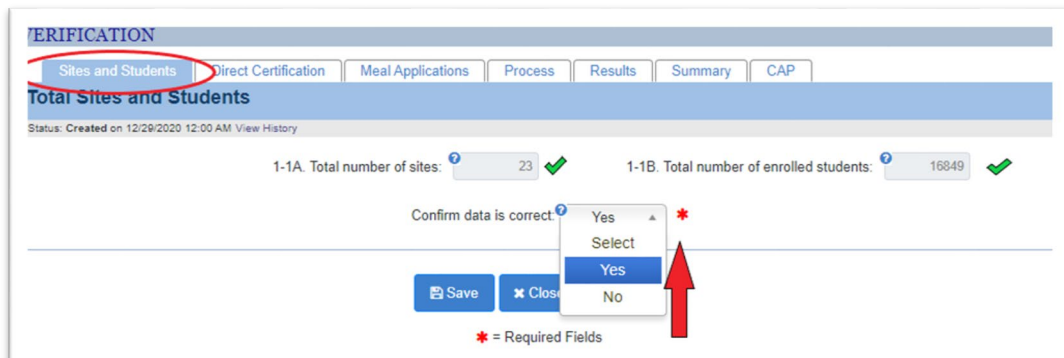 VERIFICATION
Sites and Students Direct Certification Meal Applications Process Results Summary CAP
Total Sites and Students
Status: Created on 12/29/2020 12:00 AM View History
1-1A. Total number of sites: ? 23 1-1B. Total number of enrolled students: ? 16849
Confirm data is correct: ? Yes *
Select
Yes
Save Close No
* = Required Fields